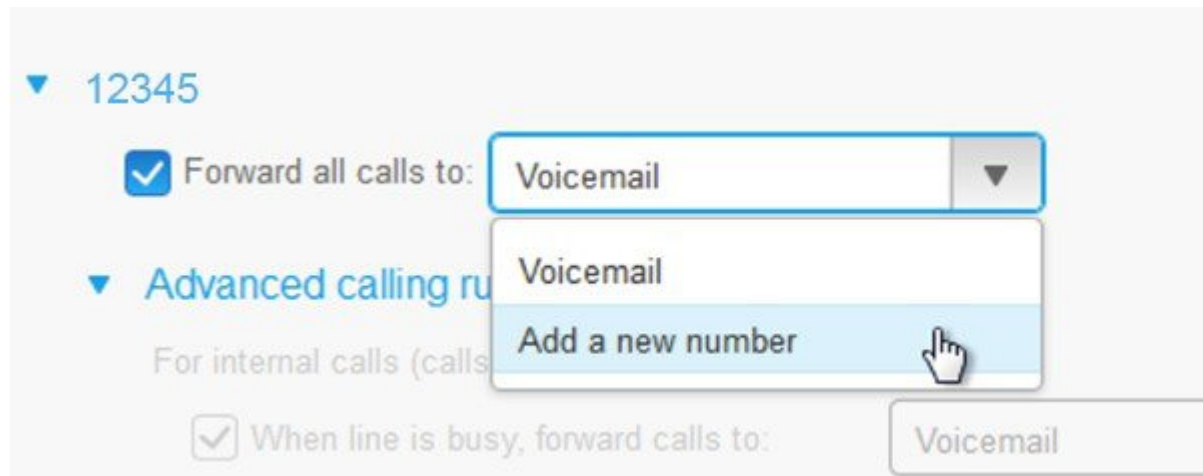 12345
Forward all calls to: Voicemail
Voicemail
Advanced calling
Add a new number
For internal calls (calls
When line is busy, forward calls to: Voicemail